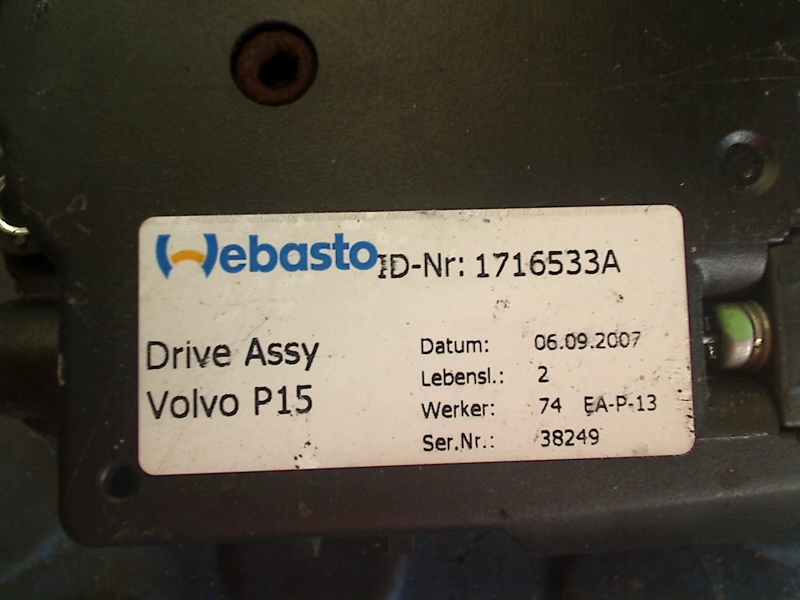 Webasto ID-Nr: 1716533A
Drive Assy
Volvo P15
Datum: 06.09.2007
Lebensl.: 2
Werker: 74 EA-P-13
Ser.Nr.: 38249